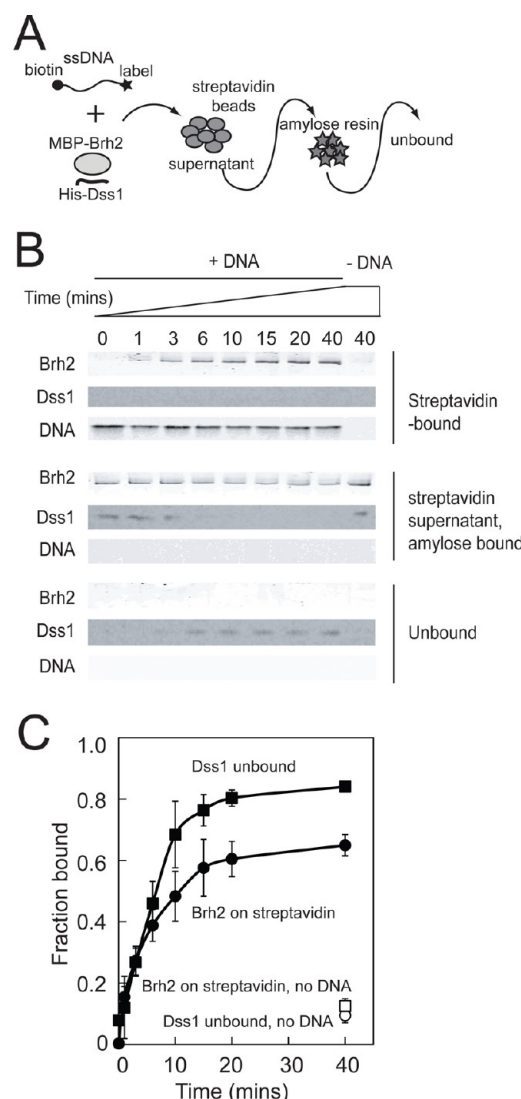 A
ssDNA
biotin
label
+
MBP-Brh2
His-Dss1
streptavidin
beads
supernatant
amylose resin
unbound
B
+ DNA - DNA
Time (mins)
0 1 3 6 10 15 20 40 40
Brh2
Dss1
DNA
Streptavidin
-bound
Brh2
Dss1
DNA
streptavidin
supernatant,
amylose bound
Brh2
Dss1
DNA
Unbound
C
1.0
0.8
0.6
0.4
0.2
0
Fraction bound
Dss1 unbound
Brh2 on streptavidin
Brh2 on streptavidin, no DNA
Dss1 unbound, no DNA
0 10 20 30 40
Time (mins)